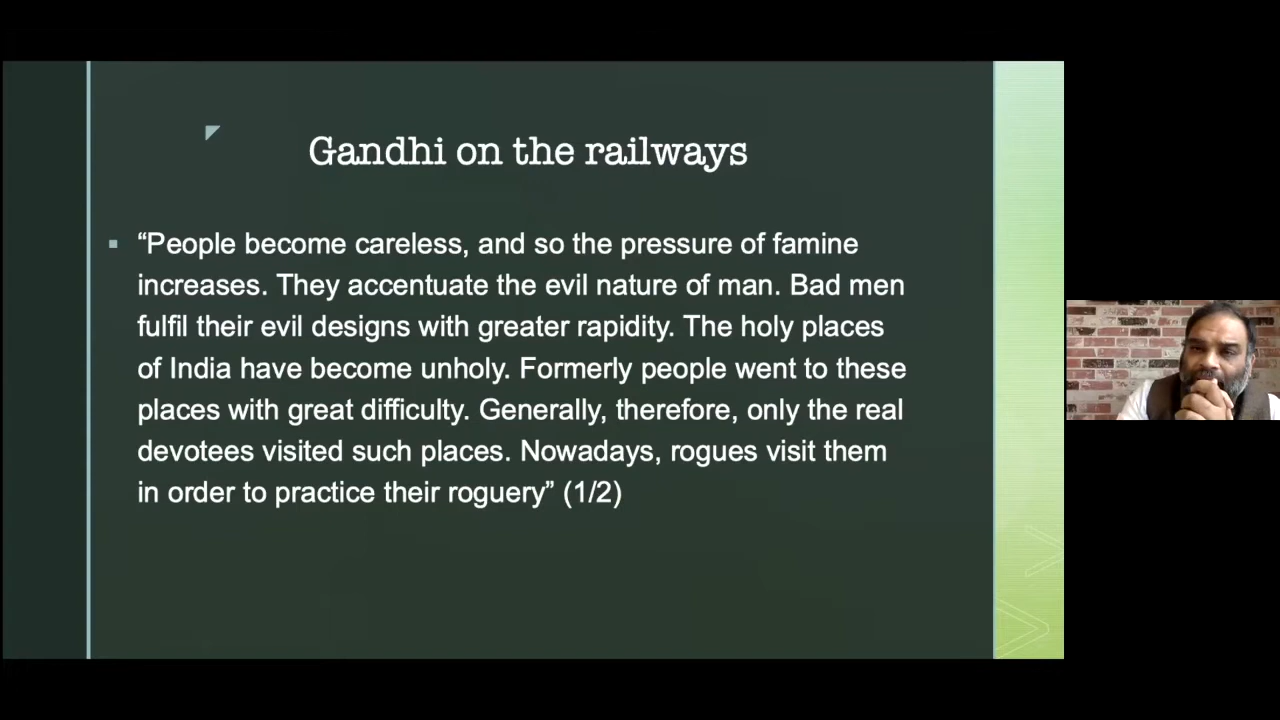 Gandhi on the railways
▪ “People become careless, and so the pressure of famine
increases. They accentuate the evil nature of man. Bad men
fulfil their evil designs with greater rapidity. The holy places
of India have become unholy. Formerly people went to these
places with great difficulty. Generally, therefore, only the real
devotees visited such places. Nowadays, rogues visit them
in order to practice their roguery” (1/2)